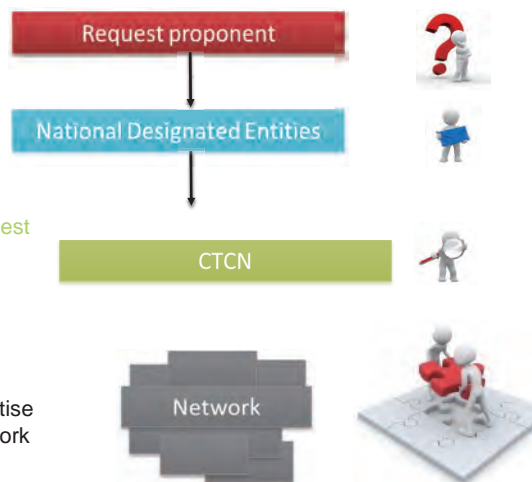 Request proponent
National Designated Entities
est
CTCN
tise
Network
ork